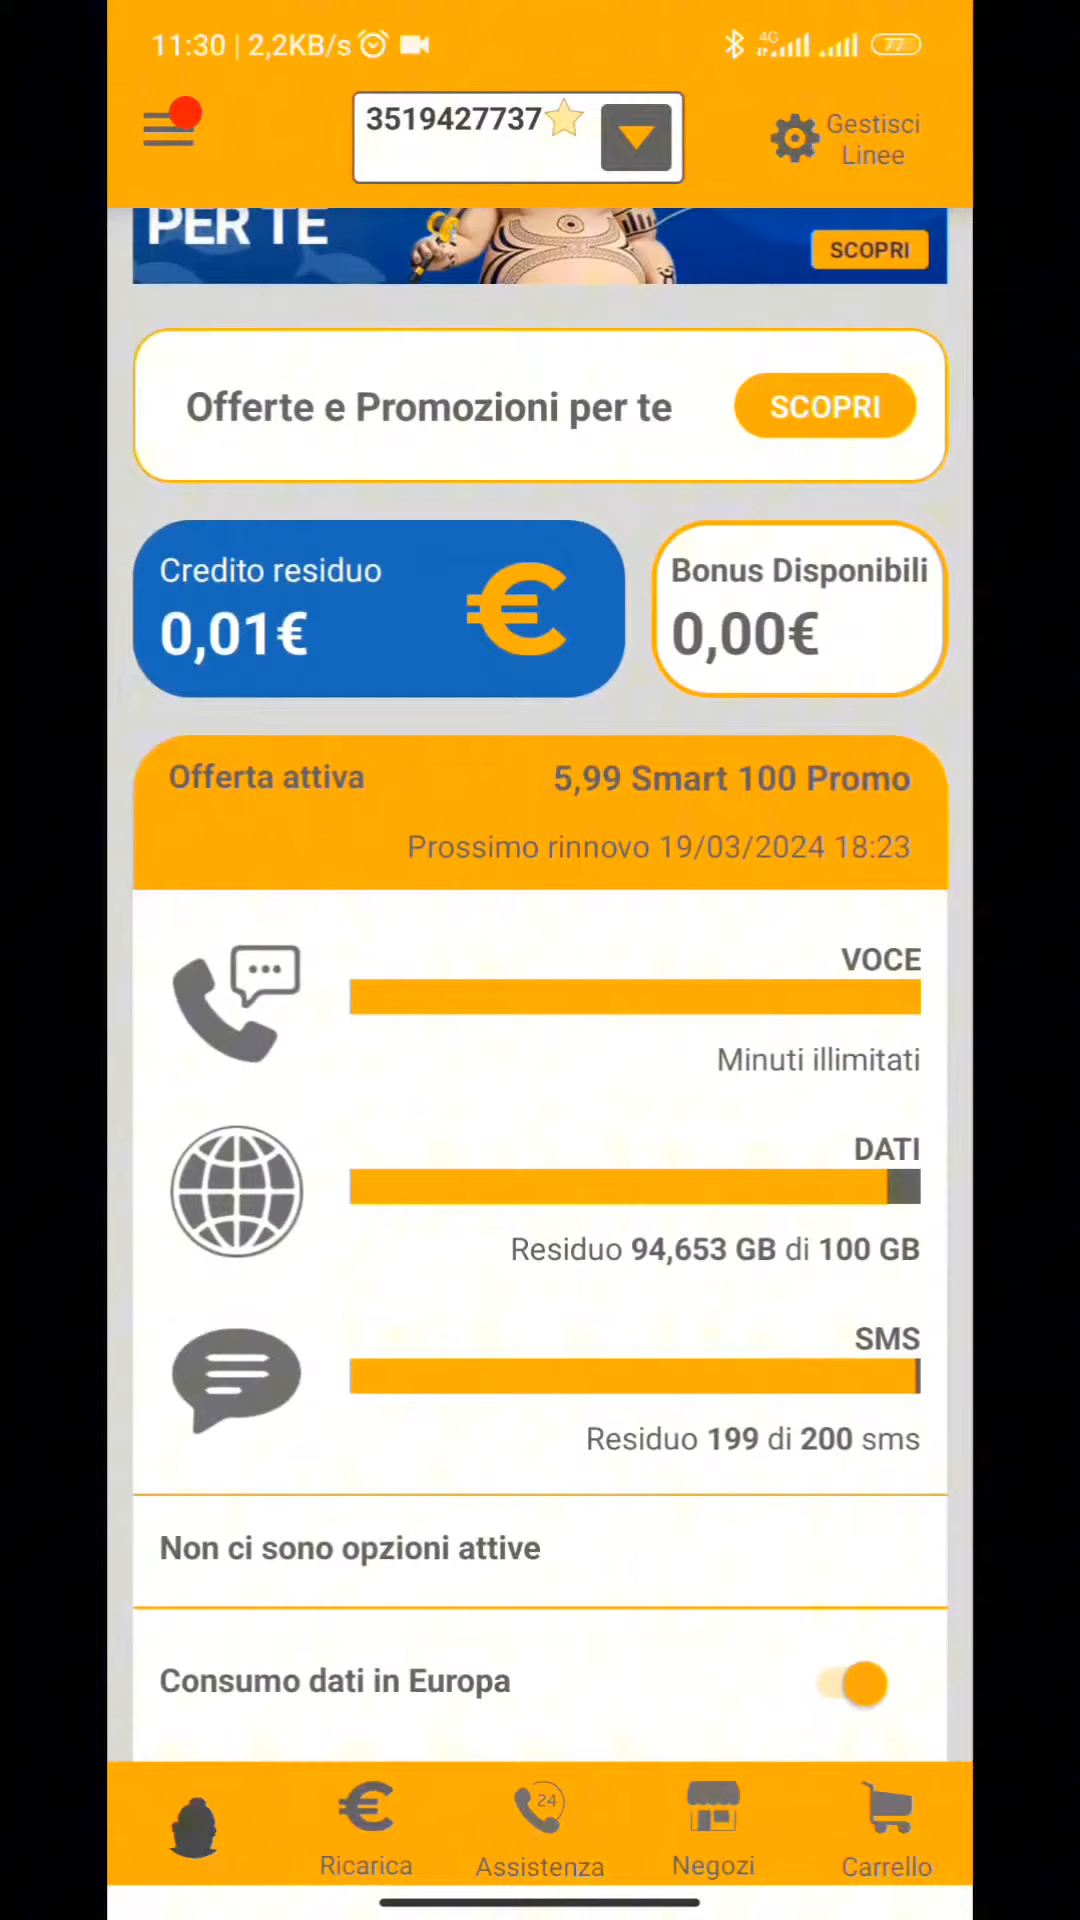 11:30 | 2,2KB/s
4G
77
3519427737
Gestisci
Linee
PER TE
SCOPRI
Offerte e Promozioni per te
SCOPRI
Credito residuo
0,01€
Bonus Disponibili
0,00€
Offerta attiva
5,99 Smart 100 Promo
Prossimo rinnovo 19/03/2024 18:23
VOCE
Minuti illimitati
DATI
Residuo 94,653 GB di 100 GB
SMS
Residuo 199 di 200 sms
Non ci sono opzioni attive
Consumo dati in Europa
24
Ricarica
Assistenza
Negozi
Carrello